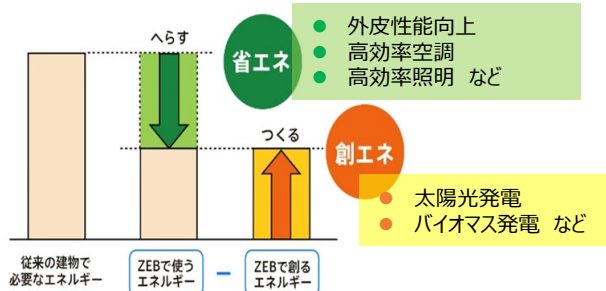 へらす
省エネ
● 外皮性能向上
● 高効率空調
● 高効率照明 など
つくる
創エネ
● 太陽光発電
● バイオマス発電 など
従来の建物で
必要なエネルギー
ZEBで使う
エネルギー
−
ZEBで創る
エネルギー